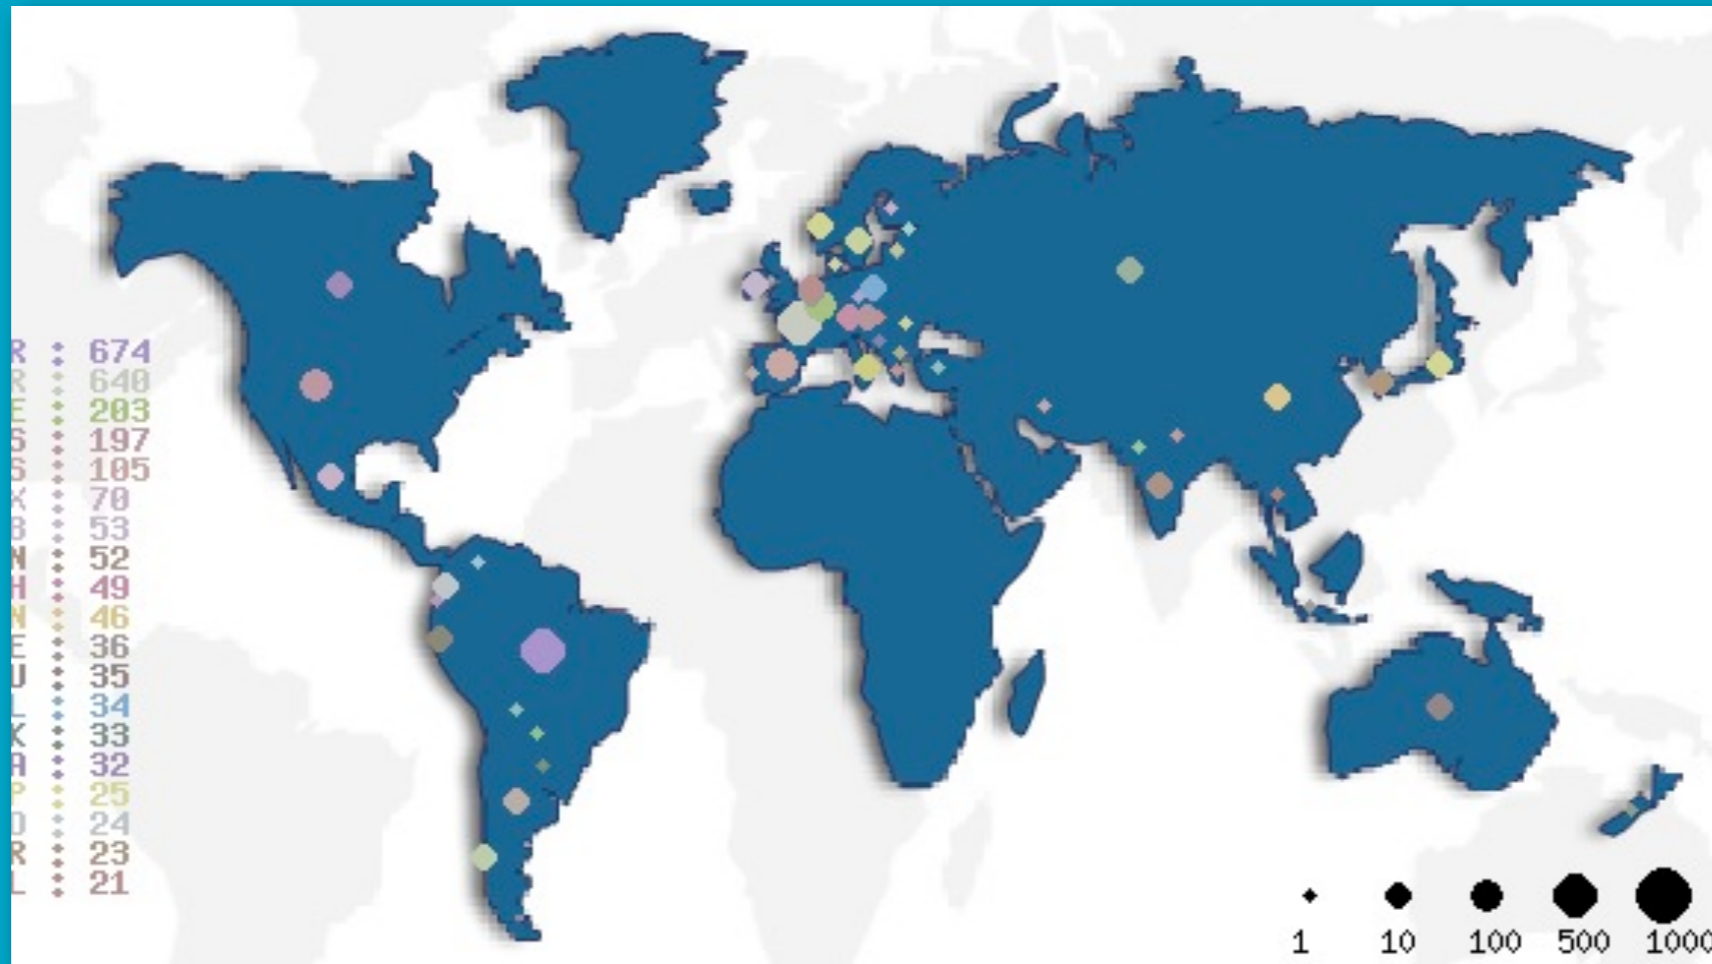 R : 674
R : 640
E : 203
S : 197
S : 105
X : 70
B : 53
N : 52
H : 49
N : 46
E : 36
U : 35
L : 34
K : 33
A : 32
P : 25
O : 24
R : 23
L : 21
1 10 100 500 1000